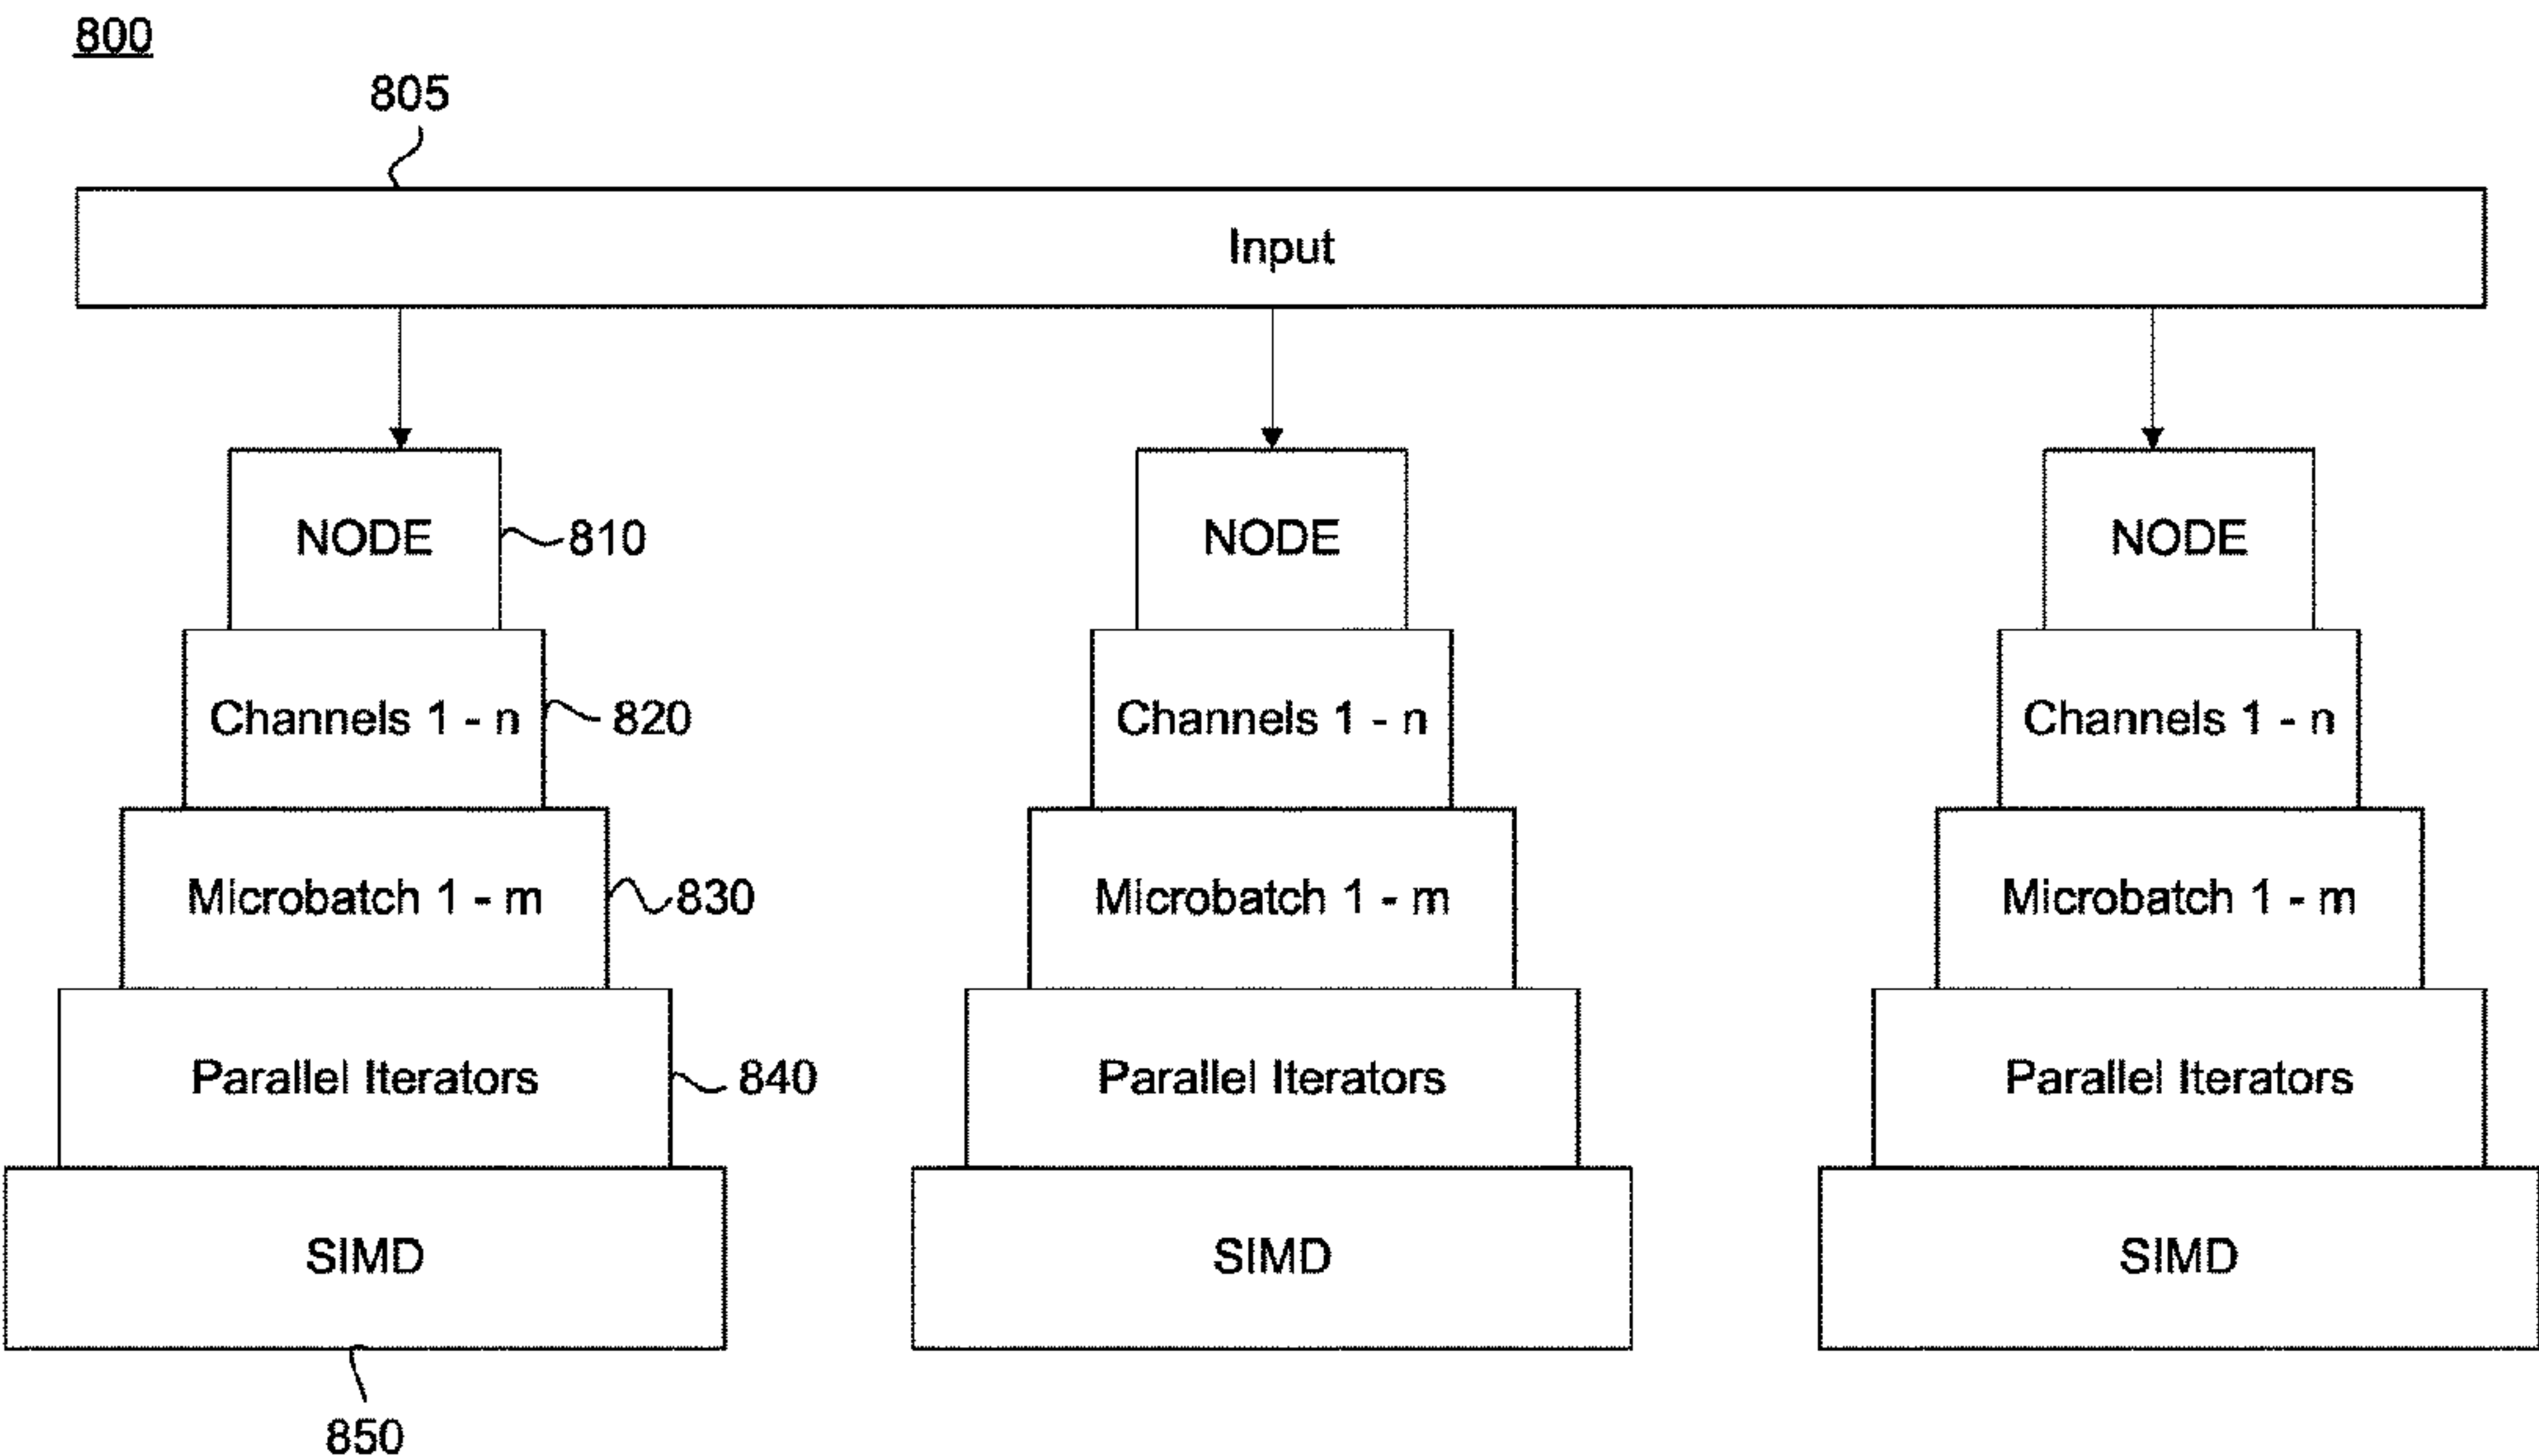 800
805
Input
NODE 810 NODE NODE
Channels 1 - n 820 Channels 1 - n Channels 1 - n
Microbatch 1 - m 830 Microbatch 1 - m Microbatch 1 - m
Parallel Iterators 840 Parallel Iterators Parallel Iterators
SIMD SIMD SIMD
850